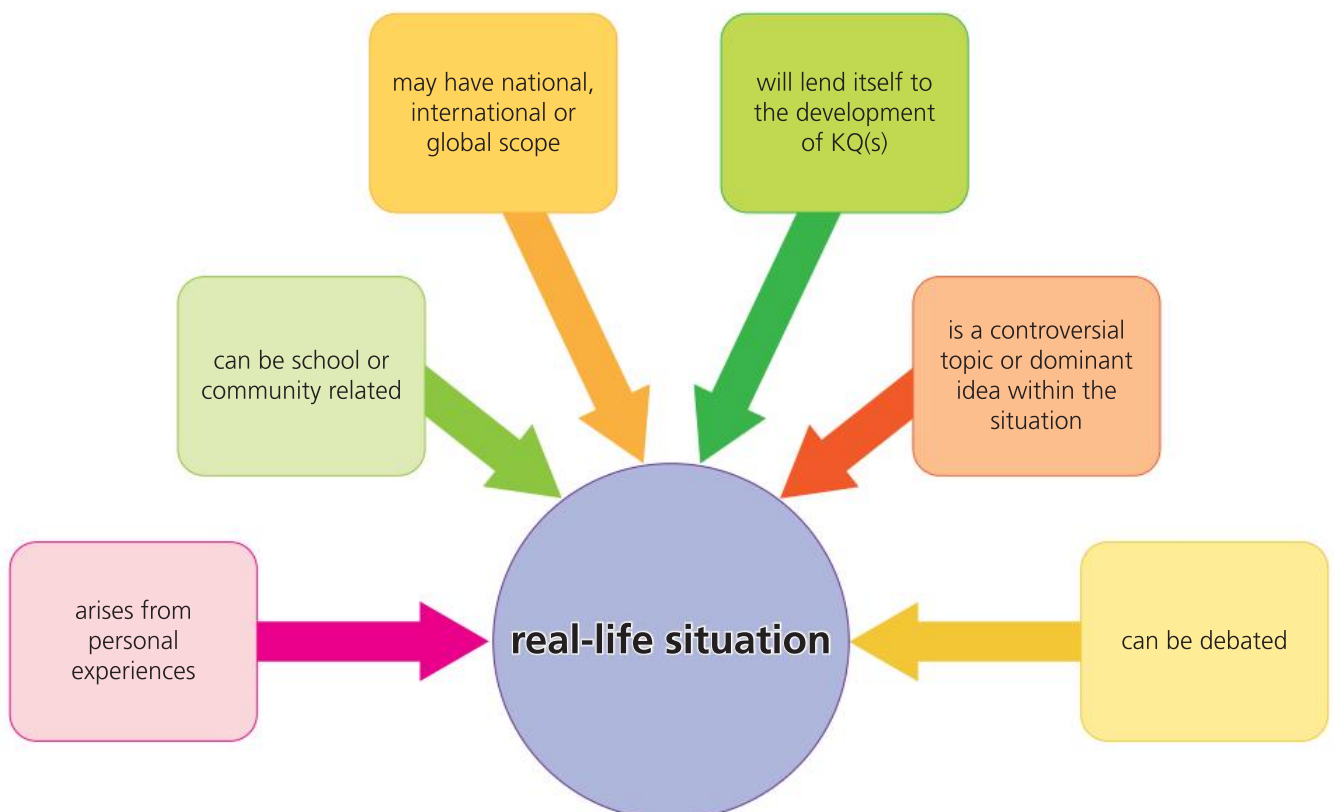 may have national,
international or
global scope
will lend itself to
the development
of KQ(s)
can be school or
community related
is a controversial
topic or dominant
idea within the
situation
arises from
personal
experiences
real-life situation
can be debated